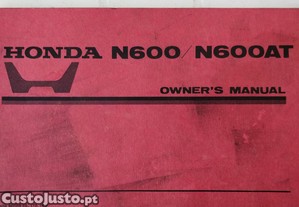 HONDA N600/N600AT
OWNER'S MANUAL
CustoJusto.pt